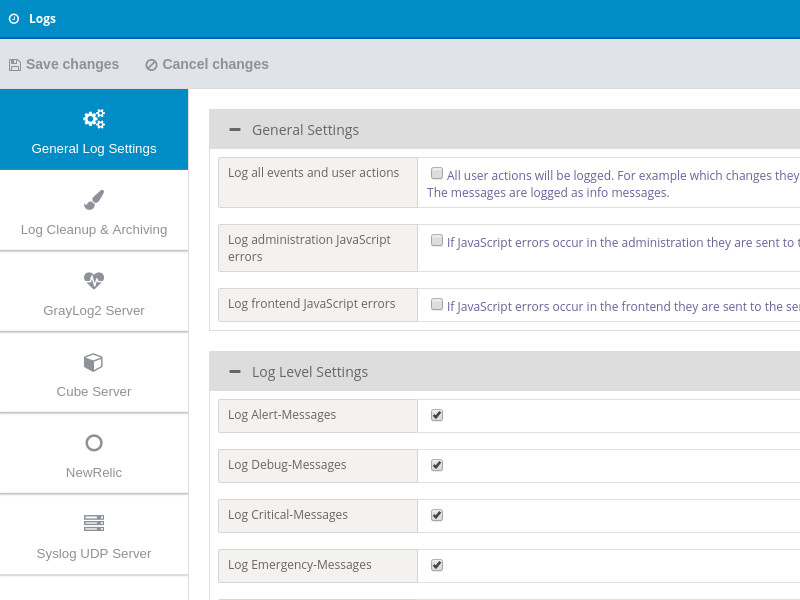 Logs
Save changes
Cancel changes
General Log Settings
Log Cleanup & Archiving
GrayLog2 Server
Cube Server
NewRelic
Syslog UDP Server
General Settings
Log all events and user actions
All user actions will be logged. For example which changes they
The messages are logged as info messages.
Log administration JavaScript
errors
If JavaScript errors occur in the administration they are sent to
Log frontend JavaScript errors
If JavaScript errors occur in the frontend they are sent to the
Log Level Settings
Log Alert-Messages
Log Debug-Messages
Log Critical-Messages
Log Emergency-Messages